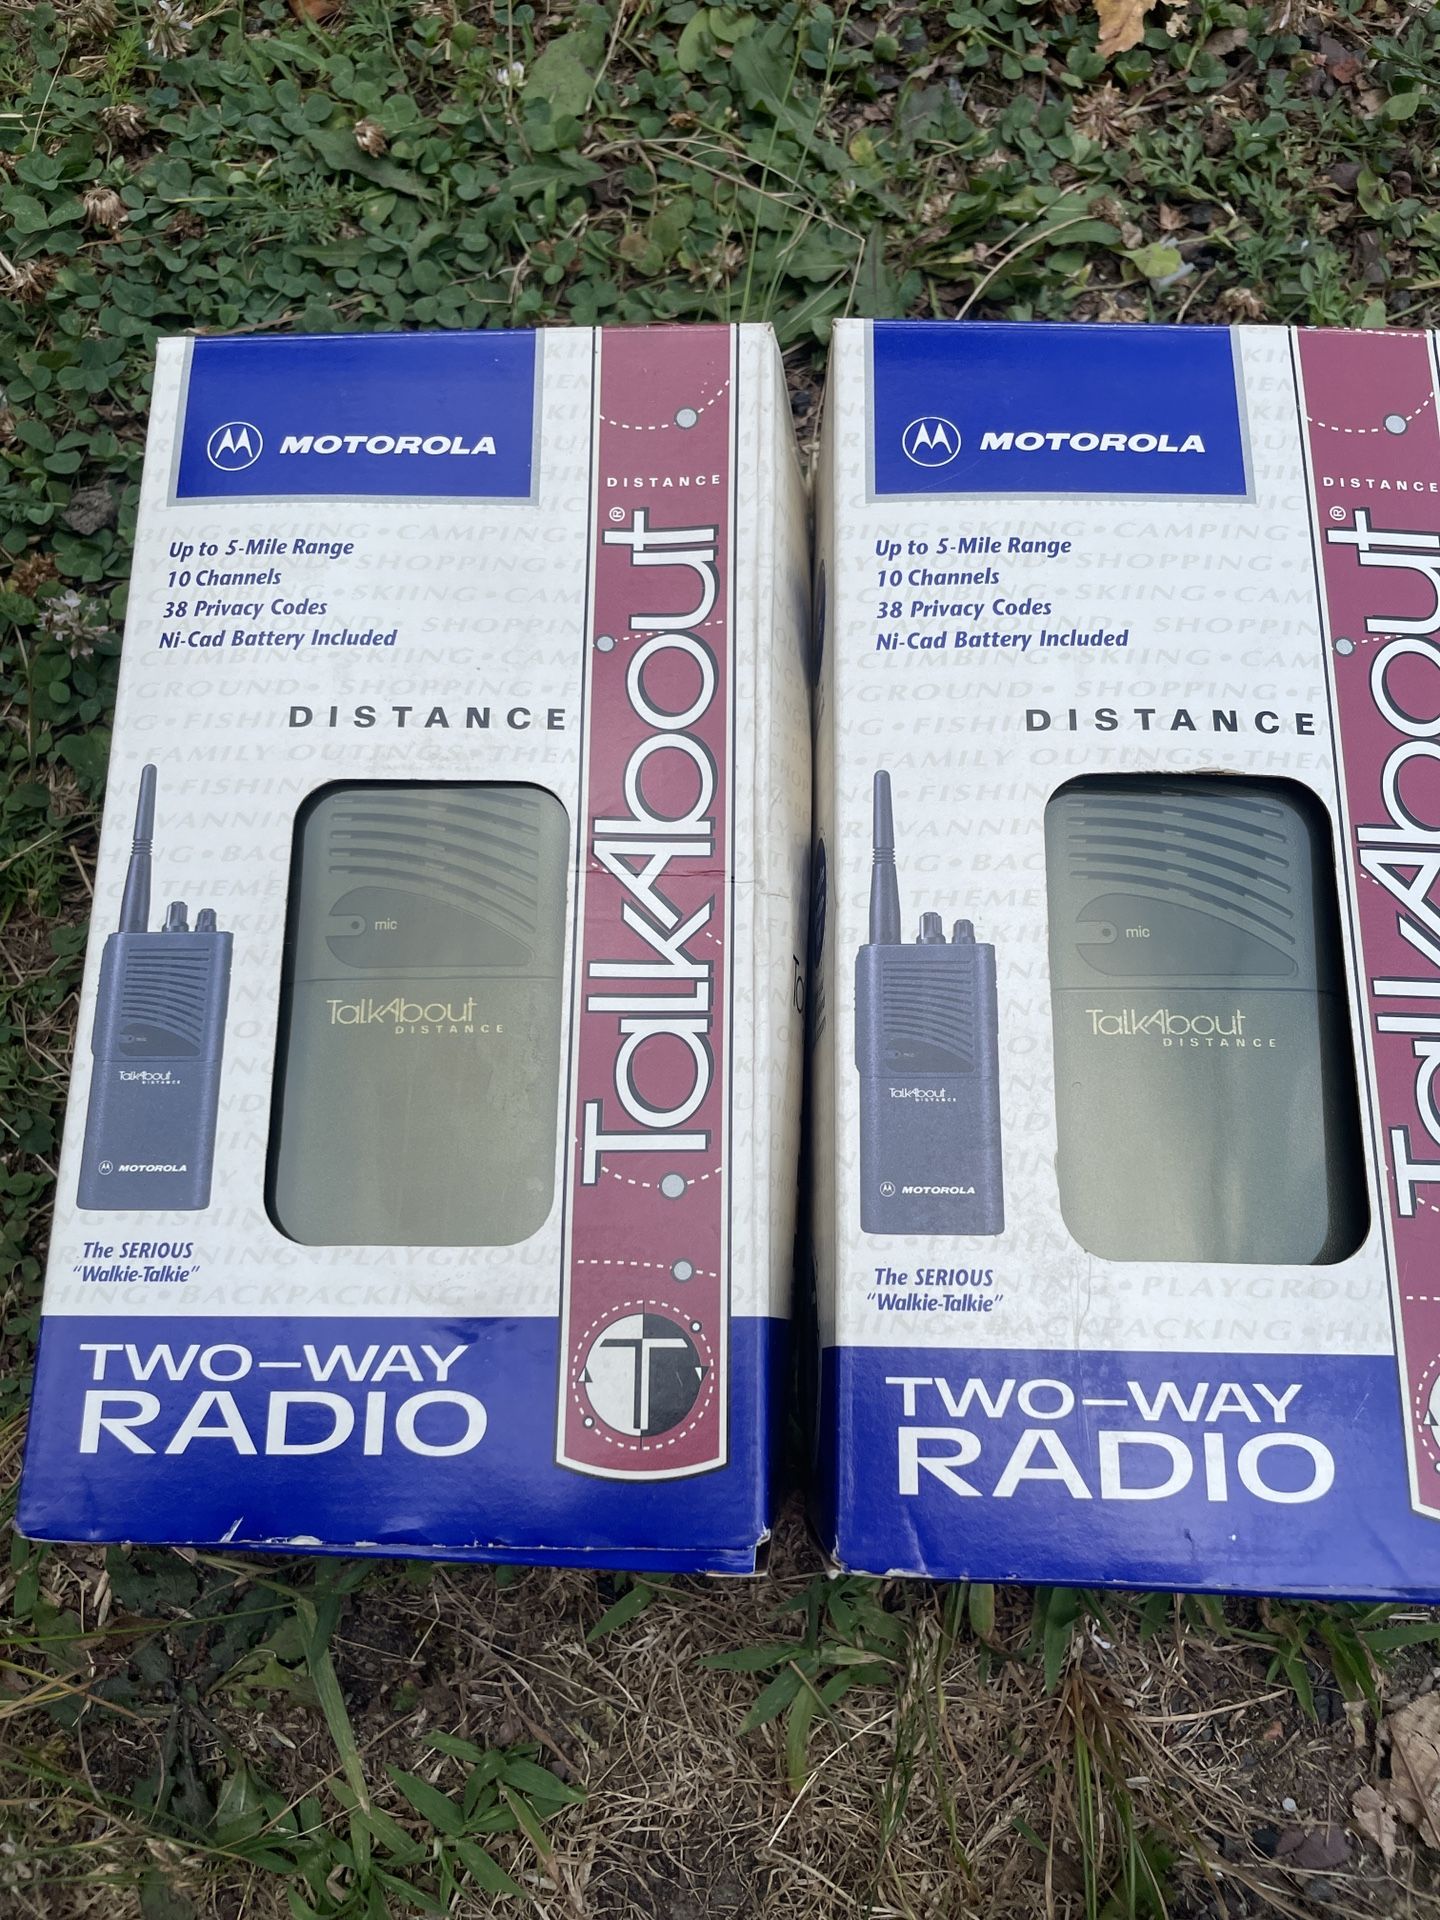 MOTOROLA
DISTANCE
TalkAbout®
Up to 5-Mile Range
10 Channels
38 Privacy Codes
Ni-Cad Battery Included
DISTANCE
mic
TalkAbout
DISTANCE
TalkAbout
DISTANCE
MOTOROLA
The SERIOUS
"Walkie-Talkie"
TWO-WAY
RADIO
T
MOTOROLA
DISTANCE
TalkAbout®
Up to 5-Mile Range
10 Channels
38 Privacy Codes
Ni-Cad Battery Included
DISTANCE
mic
TalkAbout
DISTANCE
TalkAbout
DISTANCE
MOTOROLA
The SERIOUS
"Walkie-Talkie"
TWO-WAY
RADIO